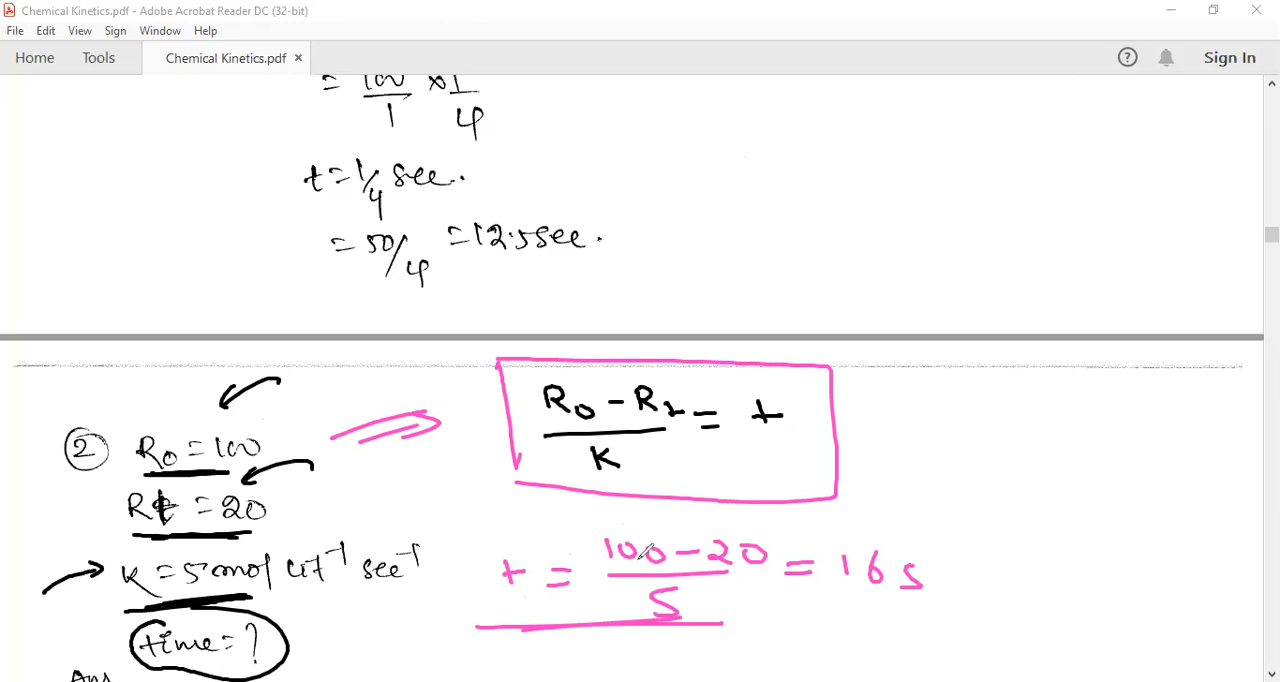 Chemical Kinetics.pdf - Adobe Acrobat Reader DC (32-bit)
File Edit View Sign Window Help
Home Tools Chemical Kinetics.pdf × Sign In
= 100/1 × 1/4
t = 1/4 sec.
= 50/4 = 12.5 sec.
② R₀ = 100
Rt = 20
K = 5 mol lit⁻¹ sec⁻¹
time = ?
Ans
(R₀ - Rt)/K = t
t = (100 - 20)/5 = 16 s